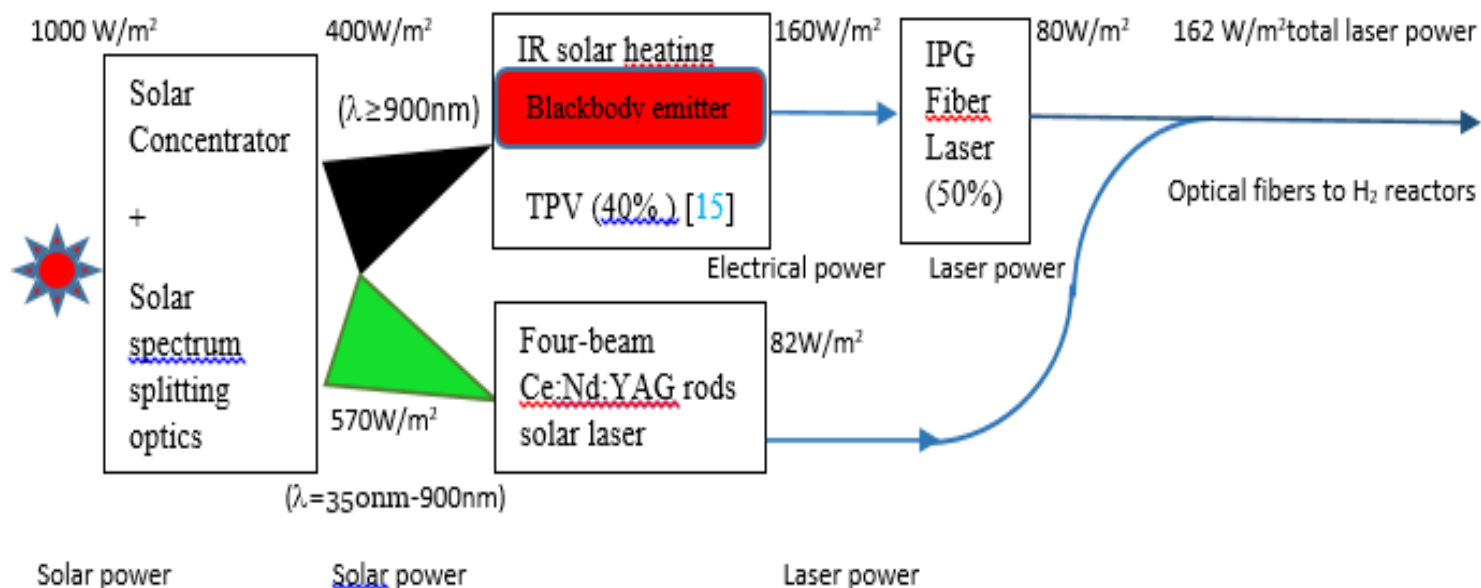 1000 W/m²
400W/m²
160W/m²
80W/m²
162 W/m²total laser power
Solar
Concentrator
+
Solar
spectrum
splitting
optics
(λ≥900nm)
IR solar heating
Blackbody emitter
TPV (40% ) [15]
IPG
Fiber
Laser
(50%)
Optical fibers to H₂ reactors
Electrical power
Laser power
570W/m²
(λ=350nm-900nm)
Four-beam
Ce:Nd:YAG rods
solar laser
82W/m²
Solar power
Solar power
Laser power